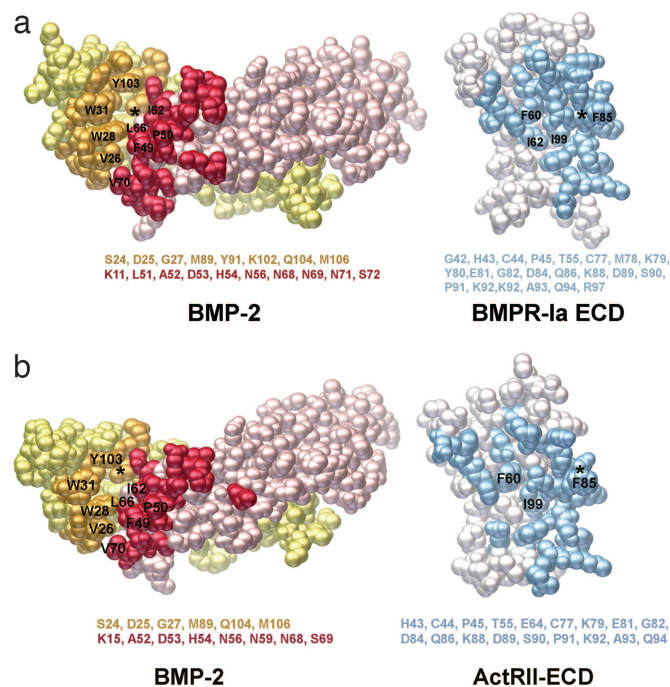 a
Y103
I62
W31
*
L66
P50
W28
F49
V26
V70
F60
*
F85
I62
I99
S24, D25, G27, M89, Y91, K102, Q104, M106
K11, L51, A52, D53, H54, N56, N68, N69, N71, S72
BMP-2
G42, H43, C44, P45, T55, C77, M78, K79,
Y80,E81, G82, D84, Q86, K88, D89, S90,
P91, K92,K92, A93, Q94, R97
BMPR-Ia ECD
b
Y103
*
W31
I62
L66
P50
W28
F49
V26
V70
F60
*
F85
I99
S24, D25, G27, M89, Q104, M106
K15, A52, D53, H54, N56, N59, N68, S69
BMP-2
H43, C44, P45, T55, E64, C77, K79, E81, G82,
D84, Q86, K88, D89, S90, P91, K92, A93, Q94
ActRII-ECD